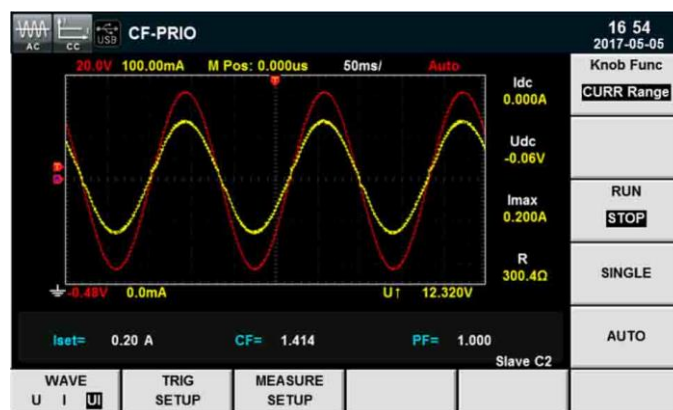 AC CC USB CF-PRIO 16 54
2017-05-05
20.0V 100.00mA M Pos: 0.000us 50ms/ Auto
T
Idc
0.000A
Udc
-0.06V
Imax
0.200A
R
300.4Ω
-0.48V 0.0mA U↑ 12.320V
Iset= 0.20 A CF= 1.414 PF= 1.000
Slave C2
Knob Func
CURR Range
RUN
STOP
SINGLE
AUTO
WAVE
U I UI
TRIG
SETUP
MEASURE
SETUP